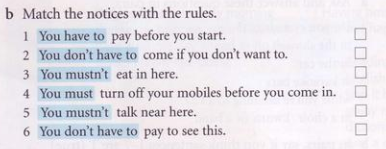 b Match the notices with the rules.
1 You have to pay before you start.
2 You don't have to come if you don't want to.
3 You mustn't eat in here.
4 You must turn off your mobiles before you come in.
5 You mustn't talk near here.
6 You don't have to pay to see this.